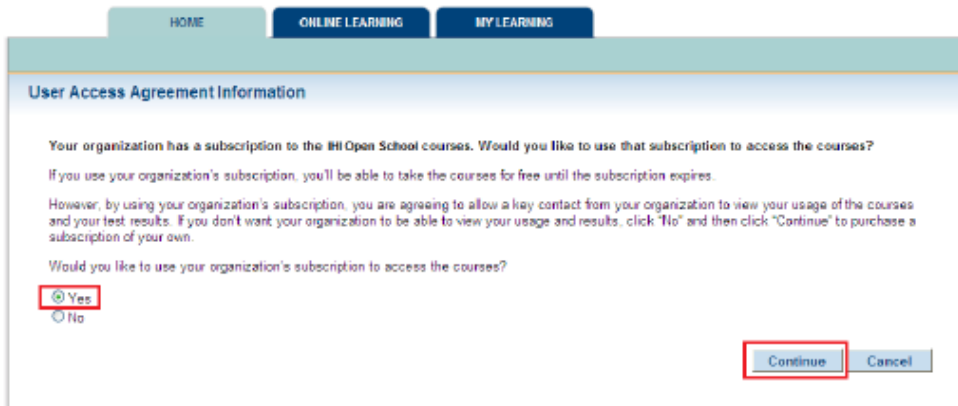 HOME ONLINE LEARNING MY LEARNING
User Access Agreement Information
Your organization has a subscription to the IHI Open School courses. Would you like to use that subscription to access the courses?
If you use your organization's subscription, you'll be able to take the courses for free until the subscription expires.
However, by using your organization's subscription, you are agreeing to allow a key contact from your organization to view your usage of the courses
and your test results. If you don't want your organization to be able to view your usage and results, click "No" and then click "Continue" to purchase a
subscription of your own.
Would you like to use your organization's subscription to access the courses?
Yes
No
Continue Cancel